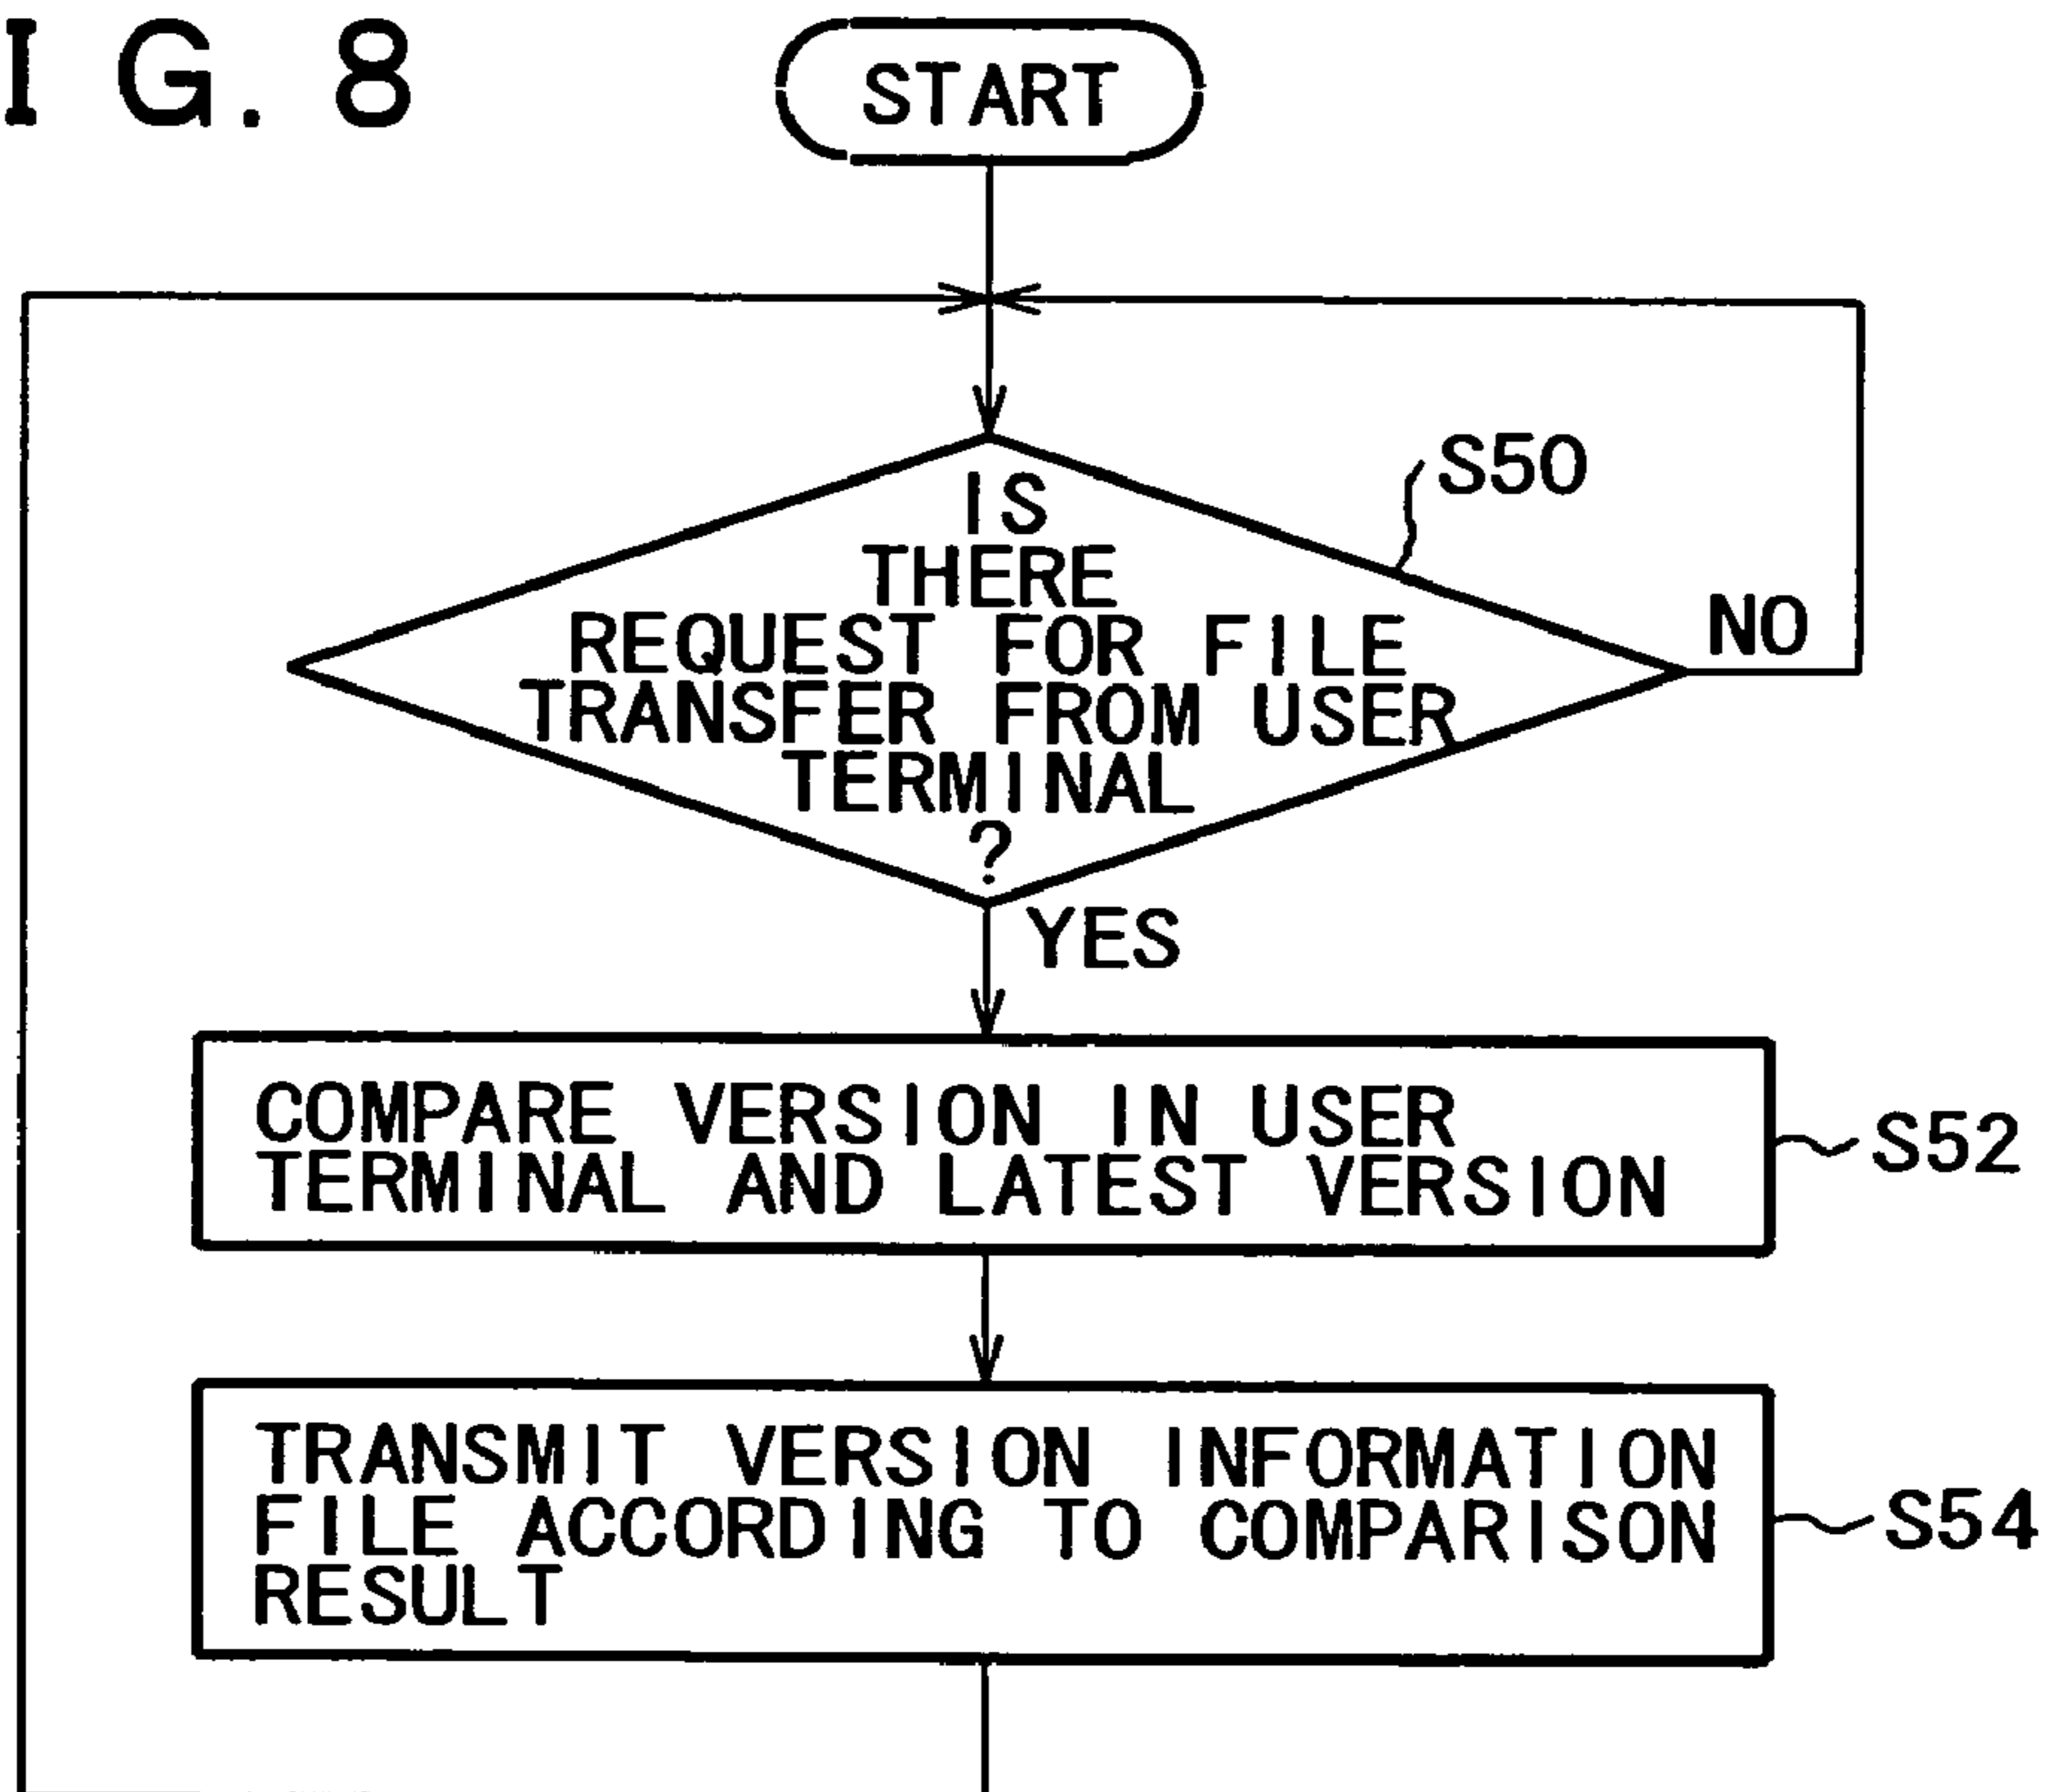 IG. 8
START
S50
IS
THERE
REQUEST FOR FILE
TRANSFER FROM USER
TERMINAL
?
NO
YES
COMPARE VERSION IN USER
TERMINAL AND LATEST VERSION
S52
TRANSMIT VERSION INFORMATION
FILE ACCORDING TO COMPARISON
RESULT
S54